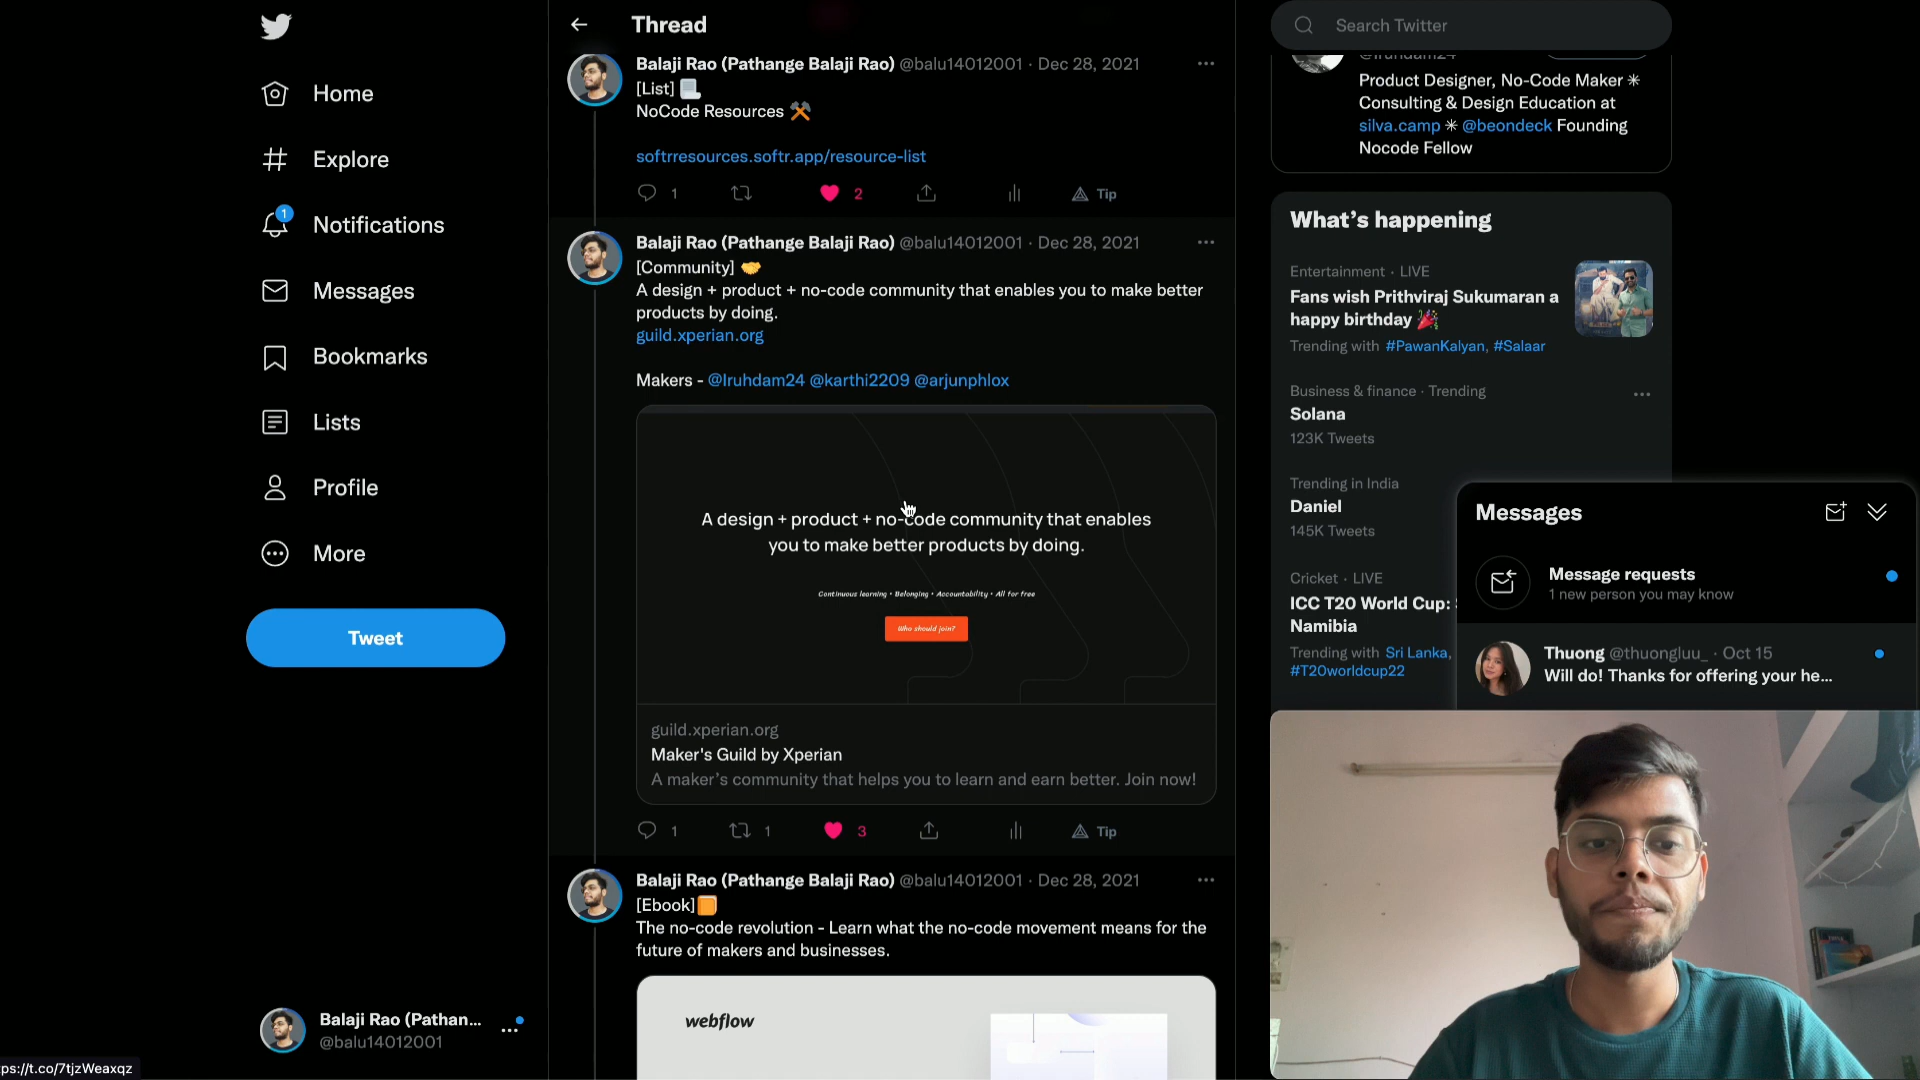 Home
Explore
1
Notifications
Messages
Bookmarks
Lists
Profile
More
Tweet
Balaji Rao (Pathan...
@balu14012001
ps://t.co/7tjzWeaxqz
Thread
Balaji Rao (Pathange Balaji Rao) @balu14012001 · Dec 28, 2021
[List]
NoCode Resources
softrresources.softr.app/resource-list
1
2
Tip
Balaji Rao (Pathange Balaji Rao) @balu14012001 · Dec 28, 2021
[Community]
A design + product + no-code community that enables you to make better
products by doing.
guild.xperian.org
Makers - @Iruhdam24 @karthi2209 @arjunphlox
A design + product + no-code community that enables
you to make better products by doing.
Continuous learning • Belonging • Accountability • All for free
Who should join?
guild.xperian.org
Maker's Guild by Xperian
A maker's community that helps you to learn and earn better. Join now!
1
1
3
Tip
Balaji Rao (Pathange Balaji Rao) @balu14012001 · Dec 28, 2021
[Ebook]
The no-code revolution - Learn what the no-code movement means for the
future of makers and businesses.
webflow
Search Twitter
Product Designer, No-Code Maker ✳
Consulting & Design Education at
silva.camp ✳ @beondeck Founding
Nocode Fellow
What's happening
Entertainment · LIVE
Fans wish Prithviraj Sukumaran a
happy birthday
Trending with #PawanKalyan, #Salaar
Business & finance · Trending
Solana
123K Tweets
Trending in India
Daniel
145K Tweets
Cricket · LIVE
ICC T20 World Cup:
Namibia
Trending with Sri Lanka,
#T20worldcup22
Messages
Message requests
1 new person you may know
Thuong @thuongluu_ · Oct 15
Will do! Thanks for offering your he...